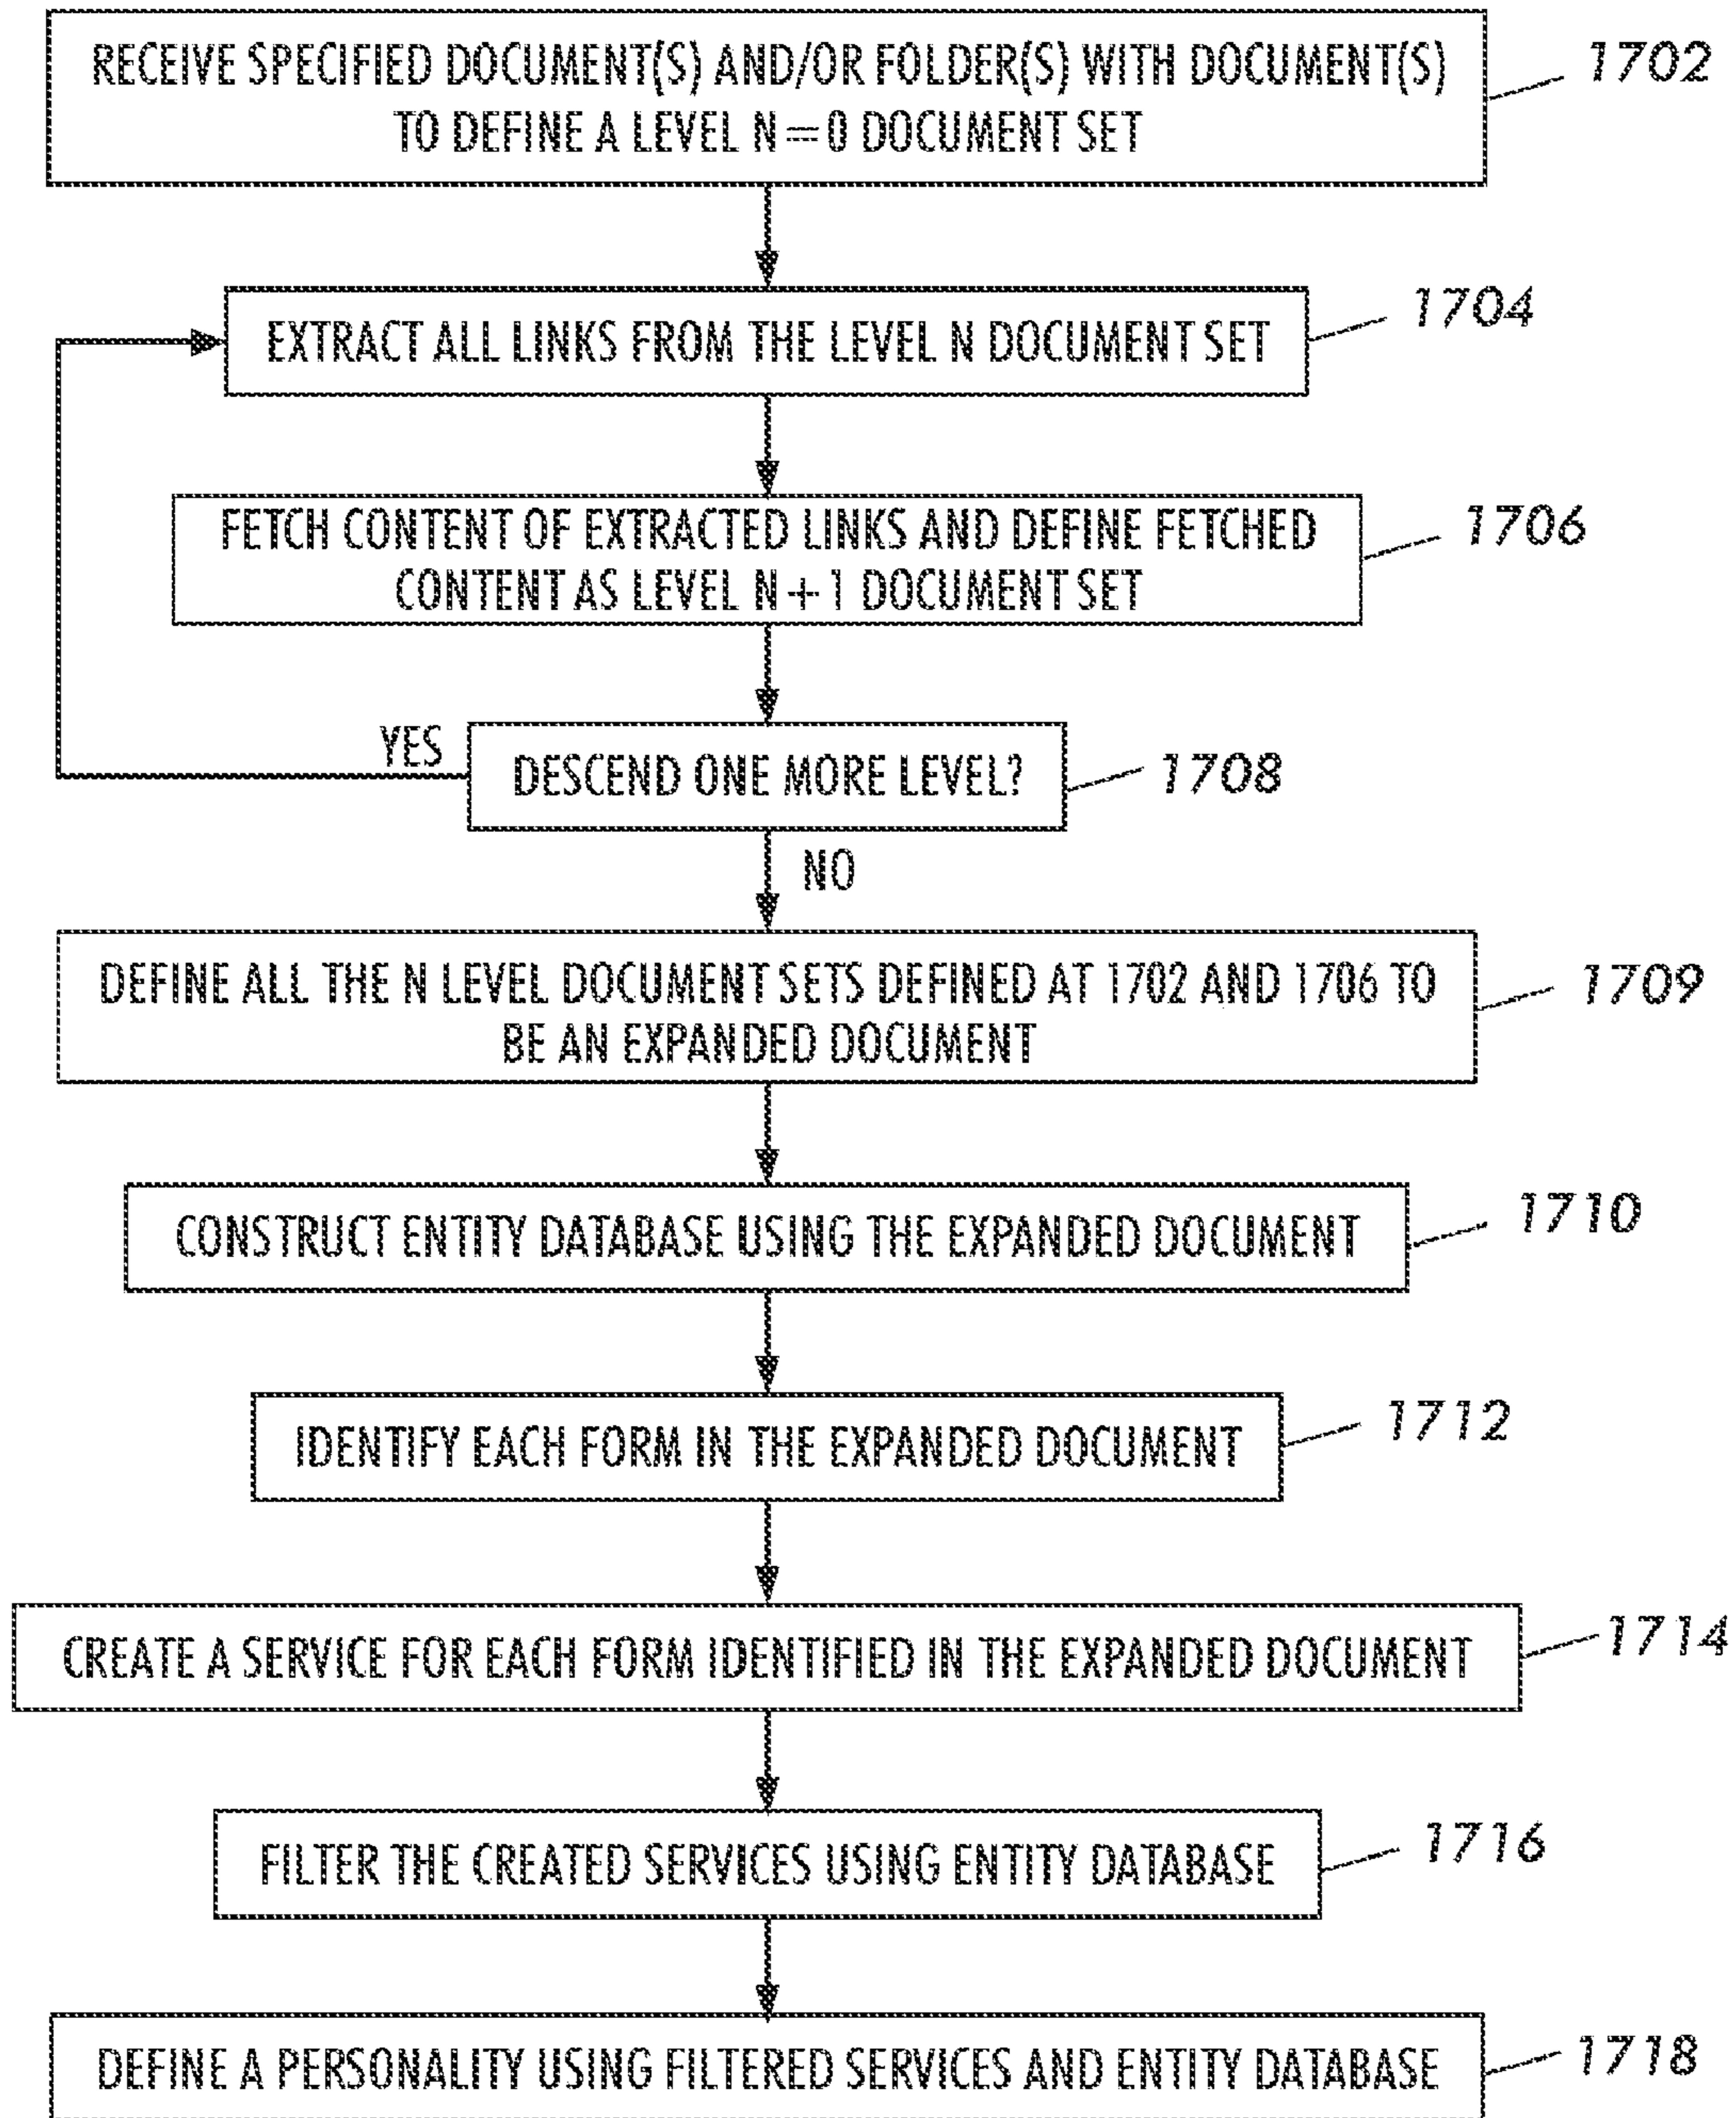 RECEIVE SPECIFIED DOCUMENT(S) AND/OR FOLDER(S) WITH DOCUMENT(S)
TO DEFINE A LEVEL N=0 DOCUMENT SET
1702
EXTRACT ALL LINKS FROM THE LEVEL N DOCUMENT SET
1704
FETCH CONTENT OF EXTRACTED LINKS AND DEFINE FETCHED
CONTENT AS LEVEL N+1 DOCUMENT SET
1706
YES
DESCEND ONE MORE LEVEL?
1708
NO
DEFINE ALL THE N LEVEL DOCUMENT SETS DEFINED AT 1702 AND 1706 TO
BE AN EXPANDED DOCUMENT
1709
CONSTRUCT ENTITY DATABASE USING THE EXPANDED DOCUMENT
1710
IDENTIFY EACH FORM IN THE EXPANDED DOCUMENT
1712
CREATE A SERVICE FOR EACH FORM IDENTIFIED IN THE EXPANDED DOCUMENT
1714
FILTER THE CREATED SERVICES USING ENTITY DATABASE
1716
DEFINE A PERSONALITY USING FILTERED SERVICES AND ENTITY DATABASE
1718